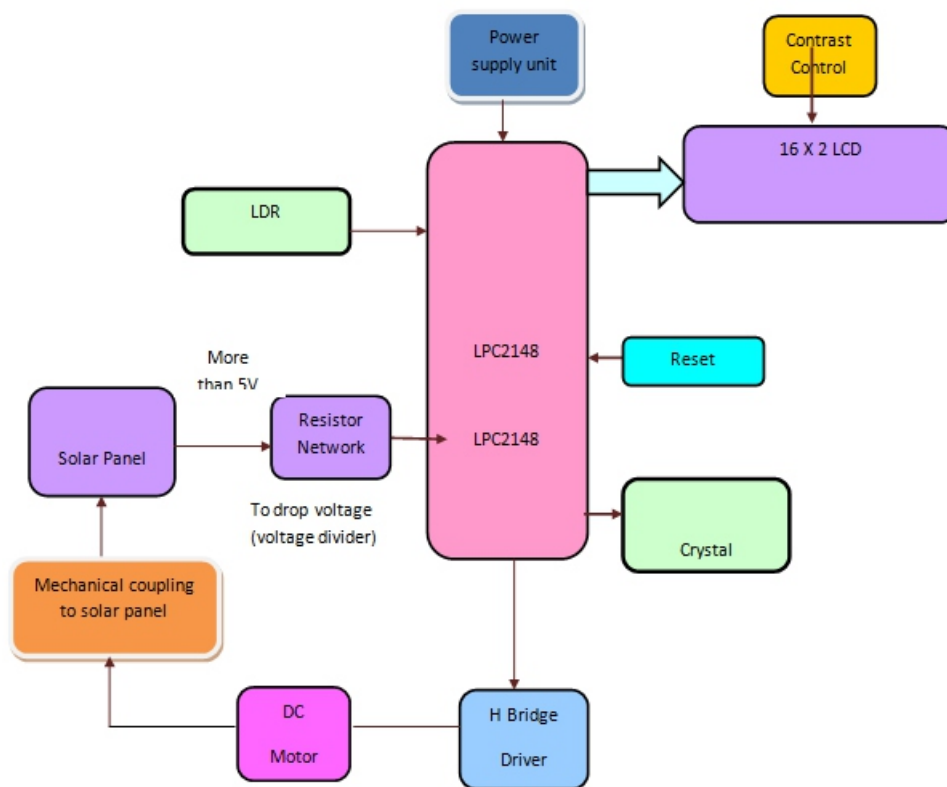 Power
supply unit
Contrast
Control
16 X 2 LCD
LDR
LPC2148
Reset
More
than 5V
Solar Panel
Resistor
Network
LPC2148
To drop voltage
(voltage divider)
Crystal
Mechanical coupling
to solar panel
DC
Motor
H Bridge
Driver